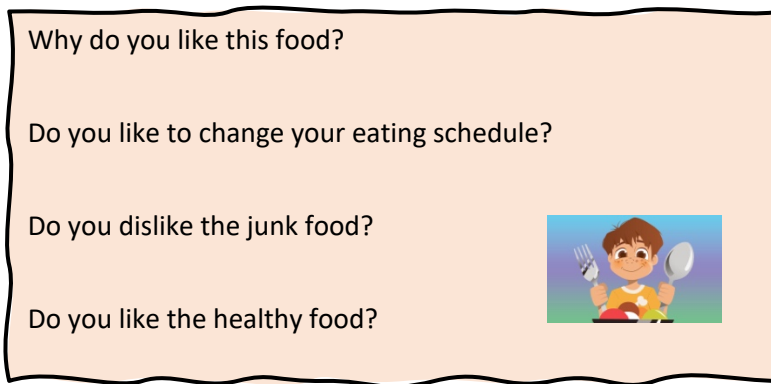 Why do you like this food?
Do you like to change your eating schedule?
Do you dislike the junk food?
Do you like the healthy food?